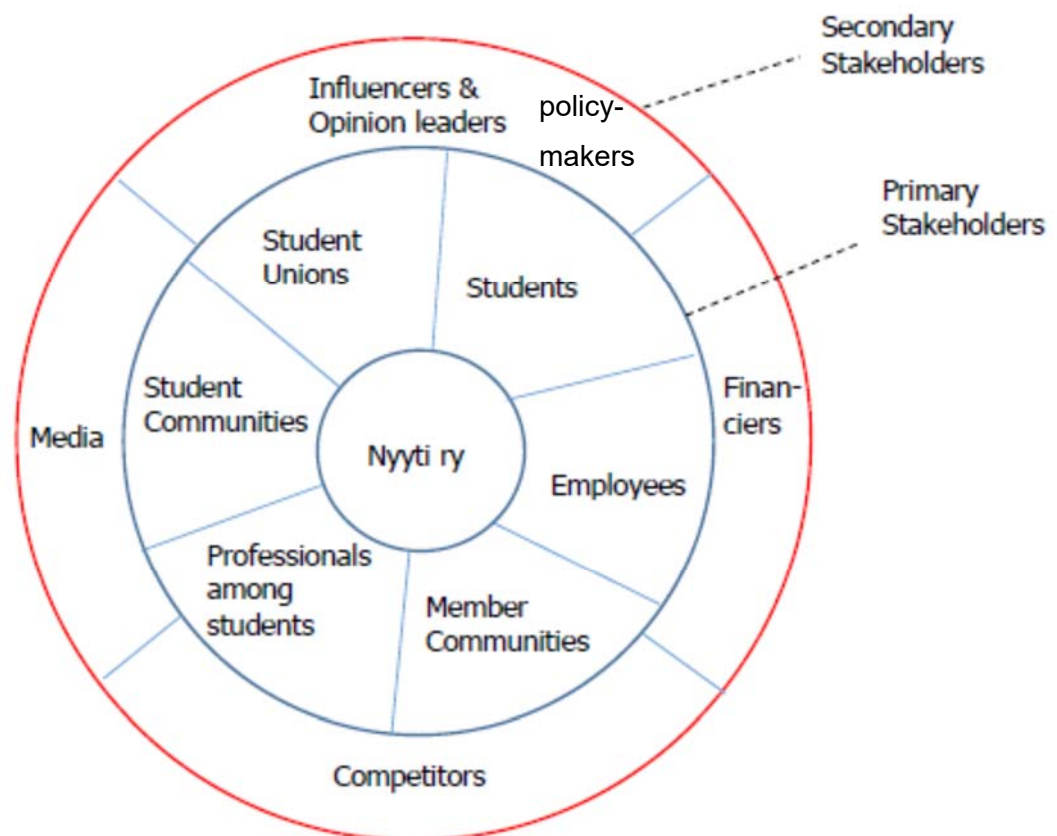 Secondary
Stakeholders
Influencers &
Opinion leaders
policy-
makers
Primary
Stakeholders
Student
Unions
Students
Student
Communities
Finan-
ciers
Media
Nyyti ry
Employees
Professionals
among
students
Member
Communities
Competitors